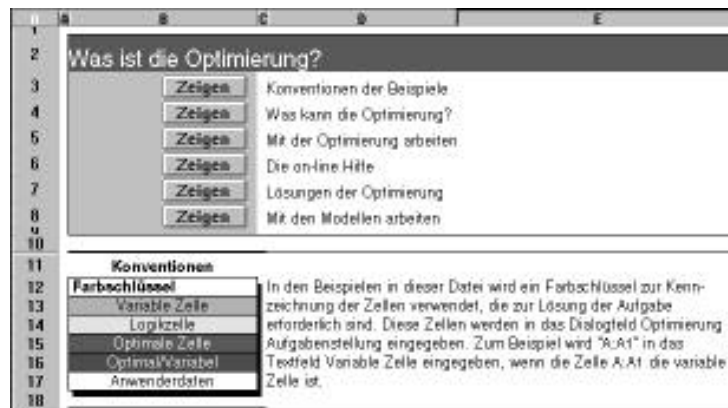 A B C D E
1
2 Was ist die Optimierung?
3 Zeigen Konventionen der Beispiele
4 Zeigen Was kann die Optimierung?
5 Zeigen Mit der Optimierung arbeiten
6 Zeigen Die on-line Hilfe
7 Zeigen Lösungen der Optimierung
8 Zeigen Mit den Modellen arbeiten
9
10
11 Konventionen
12 Farbschlüssel In den Beispielen in dieser Datei wird ein Farbschlüssel zur Kenn-
13 Variable Zelle zeichnung der Zellen verwendet, die zur Lösung der Aufgabe
14 Logikzelle erforderlich sind. Diese Zellen werden in das Dialogfeld Optimierung
15 Optimale Zelle Aufgabenstellung eingegeben. Zum Beispiel wird "A:A1" in das
16 Optimal/Variabel Textfeld Variable Zelle eingegeben, wenn die Zelle A:A1 die variable
17 Anwenderdaten Zelle ist.
18